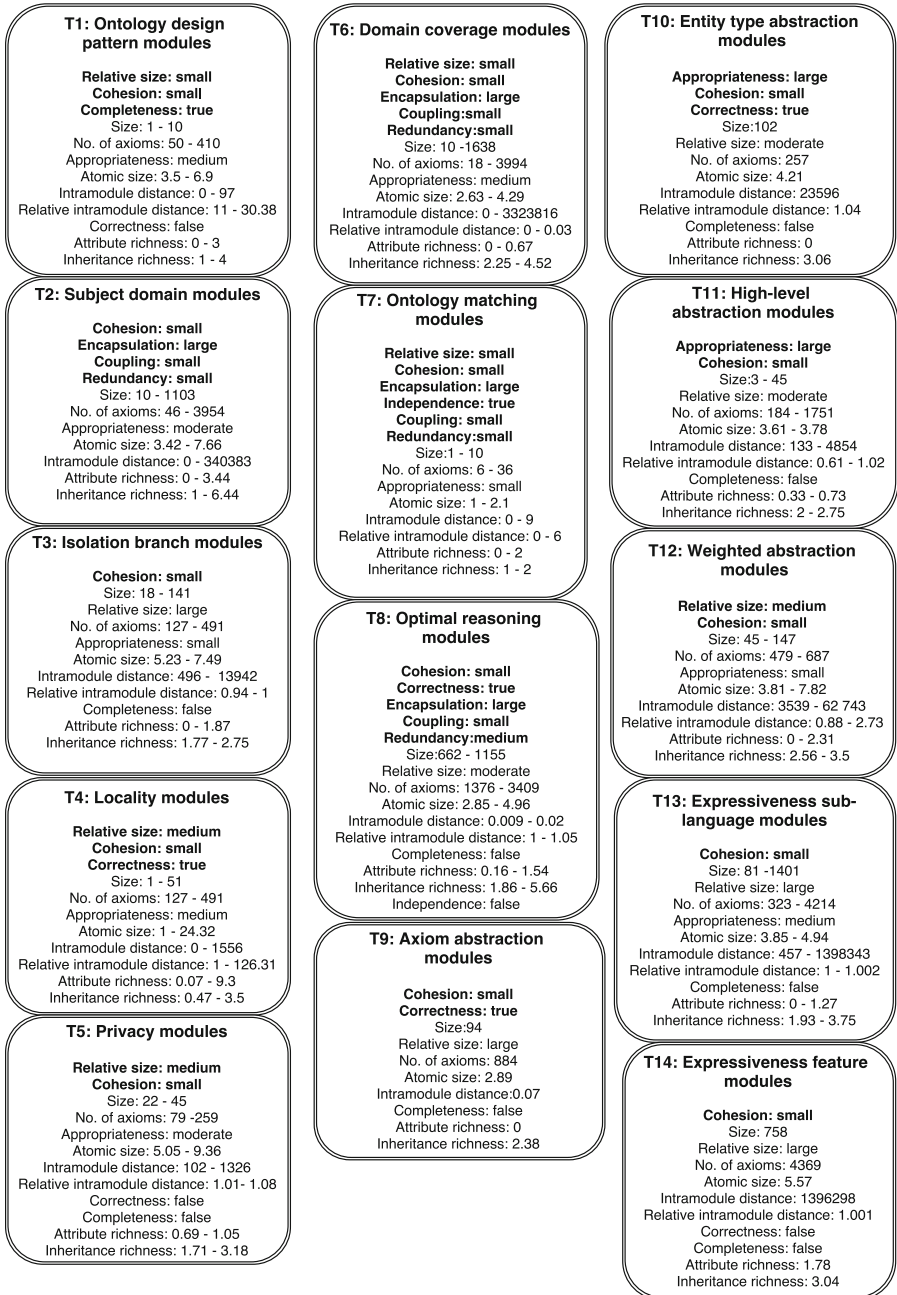 T1: Ontology design
pattern modules
Relative size: small
Cohesion: small
Completeness: true
Size: 1 - 10
No. of axioms: 50 - 410
Appropriateness: medium
Atomic size: 3.5 - 6.9
Intramodule distance: 0 - 97
Relative intramodule distance: 11 - 30.38
Correctness: false
Attribute richness: 0 - 3
Inheritance richness: 1 - 4
T2: Subject domain modules
Cohesion: small
Encapsulation: large
Coupling: small
Redundancy: small
Size: 10 - 1103
No. of axioms: 46 - 3954
Appropriateness: moderate
Atomic size: 3.42 - 7.66
Intramodule distance: 0 - 340383
Attribute richness: 0 - 3.44
Inheritance richness: 1 - 6.44
T3: Isolation branch modules
Cohesion: small
Size: 18 - 141
Relative size: large
No. of axioms: 127 - 491
Appropriateness: small
Atomic size: 5.23 - 7.49
Intramodule distance: 496 - 13942
Relative intramodule distance: 0.94 - 1
Completeness: false
Attribute richness: 0 - 1.87
Inheritance richness: 1.77 - 2.75
T4: Locality modules
Relative size: medium
Cohesion: small
Correctness: true
Size: 1 - 51
No. of axioms: 127 - 491
Appropriateness: medium
Atomic size: 1 - 24.32
Intramodule distance: 0 - 1556
Relative intramodule distance: 1 - 126.31
Attribute richness: 0.07 - 9.3
Inheritance richness: 0.47 - 3.5
T5: Privacy modules
Relative size: medium
Cohesion: small
Size: 22 - 45
No. of axioms: 79 -259
Appropriateness: moderate
Atomic size: 5.05 - 9.36
Intramodule distance: 102 - 1326
Relative intramodule distance: 1.01- 1.08
Correctness: false
Completeness: false
Attribute richness: 0.69 - 1.05
Inheritance richness: 1.71 - 3.18
T6: Domain coverage modules
Relative size: small
Cohesion: small
Encapsulation: large
Coupling:small
Redundancy:small
Size: 10 -1638
No. of axioms: 18 - 3994
Appropriateness: medium
Atomic size: 2.63 - 4.29
Intramodule distance: 0 - 3323816
Relative intramodule distance: 0 - 0.03
Attribute richness: 0 - 0.67
Inheritance richness: 2.25 - 4.52
T7: Ontology matching
modules
Relative size: small
Cohesion: small
Encapsulation: large
Independence: true
Coupling: small
Redundancy:small
Size:1 - 10
No. of axioms: 6 - 36
Appropriateness: small
Atomic size: 1 - 2.1
Intramodule distance: 0 - 9
Relative intramodule distance: 0 - 6
Attribute richness: 0 - 2
Inheritance richness: 1 - 2
T8: Optimal reasoning
modules
Cohesion: small
Correctness: true
Encapsulation: large
Coupling: small
Redundancy:medium
Size:662 - 1155
Relative size: moderate
No. of axioms: 1376 - 3409
Atomic size: 2.85 - 4.96
Intramodule distance: 0.009 - 0.02
Relative intramodule distance: 1 - 1.05
Completeness: false
Attribute richness: 0.16 - 1.54
Inheritance richness: 1.86 - 5.66
Independence: false
T9: Axiom abstraction
modules
Cohesion: small
Correctness: true
Size:94
Relative size: large
No. of axioms: 884
Atomic size: 2.89
Intramodule distance:0.07
Completeness: false
Attribute richness: 0
Inheritance richness: 2.38
T10: Entity type abstraction
modules
Appropriateness: large
Cohesion: small
Correctness: true
Size:102
Relative size: moderate
No. of axioms: 257
Atomic size: 4.21
Intramodule distance: 23596
Relative intramodule distance: 1.04
Completeness: false
Attribute richness: 0
Inheritance richness: 3.06
T11: High-level
abstraction modules
Appropriateness: large
Cohesion: small
Size:3 - 45
Relative size: moderate
No. of axioms: 184 - 1751
Atomic size: 3.61 - 3.78
Intramodule distance: 133 - 4854
Relative intramodule distance: 0.61 - 1.02
Completeness: false
Attribute richness: 0.33 - 0.73
Inheritance richness: 2 - 2.75
T12: Weighted abstraction
modules
Relative size: medium
Cohesion: small
Size: 45 - 147
No. of axioms: 479 - 687
Appropriateness: small
Atomic size: 3.81 - 7.82
Intramodule distance: 3539 - 62 743
Relative intramodule distance: 0.88 - 2.73
Attribute richness: 0 - 2.31
Inheritance richness: 2.56 - 3.5
T13: Expressiveness sub-
language modules
Cohesion: small
Size: 81 -1401
Relative size: large
No. of axioms: 323 - 4214
Appropriateness: medium
Atomic size: 3.85 - 4.94
Intramodule distance: 457 - 1398343
Relative intramodule distance: 1 - 1.002
Completeness: false
Attribute richness: 0 - 1.27
Inheritance richness: 1.93 - 3.75
T14: Expressiveness feature
modules
Cohesion: small
Size: 758
Relative size: large
No. of axioms: 4369
Atomic size: 5.57
Intramodule distance: 1396298
Relative intramodule distance: 1.001
Correctness: false
Completeness: false
Attribute richness: 1.78
Inheritance richness: 3.04